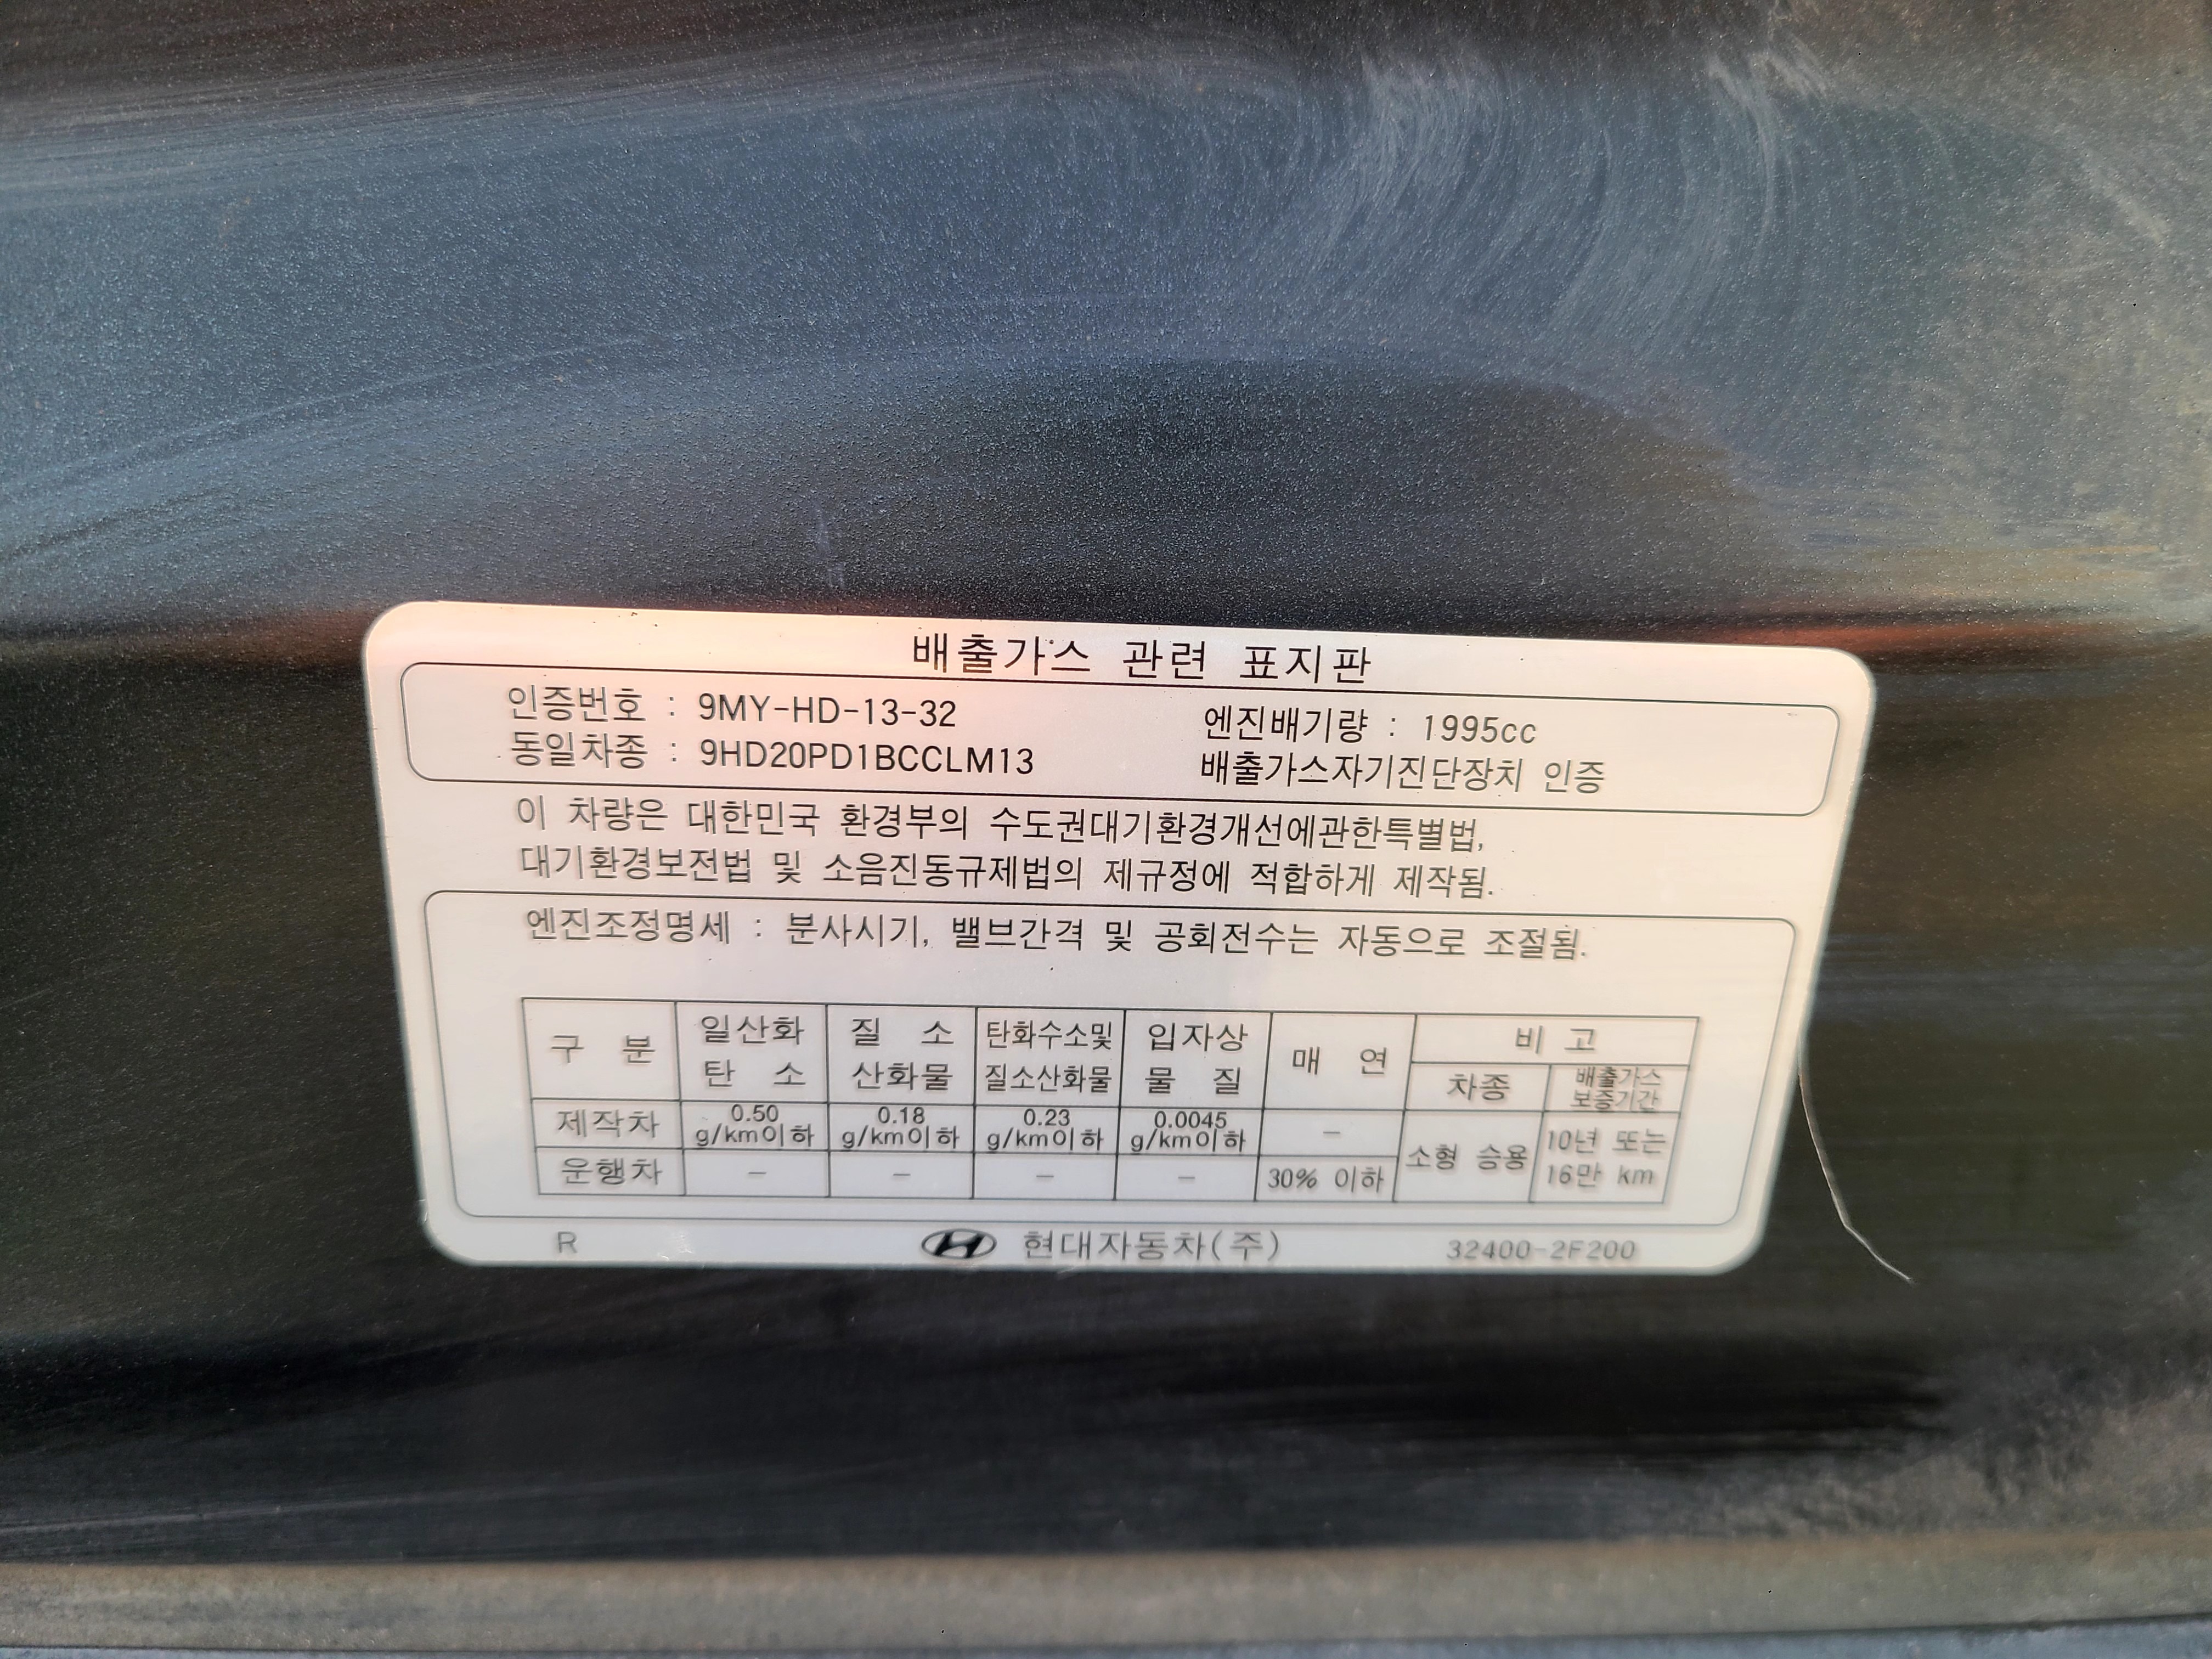 배출가스 관련 표지판
인증번호 : 9MY-HD-13-32
엔진배기량 : 1995cc
동일차종 : 9HD20PD1BCCLM13
배출가스자기진단장치 인증
이 차량은 대한민국 환경부의 수도권대기환경개선에관한특별법,
대기환경보전법 및 소음진동규제법의 제규정에 적합하게 제작됨.
엔진조정명세 : 분사시기, 밸브간격 및 공회전수는 자동으로 조절됨.
구 분
일산화
탄 소
질 소
산화물
탄화수소및
질소산화물
입자상
물 질
매 연
비 고
차종
배출가스
보증기간
제작차
0.50
g/km이하
0.18
g/km이하
0.23
g/km이하
0.0045
g/km이하
–
소형 승용
10년 또는
16만 km
운행차
–
–
–
–
30% 이하
R
현대자동차(주)
32400-2F200